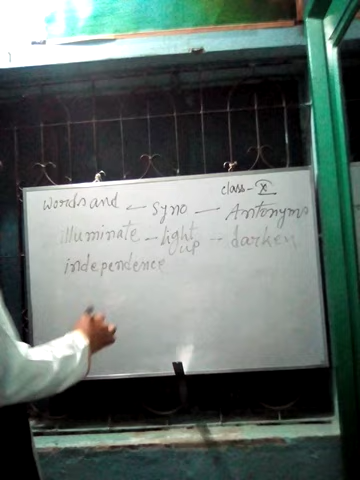 class - X
Words and – Syno – Antonyms
illuminate – light up -- darken
independence